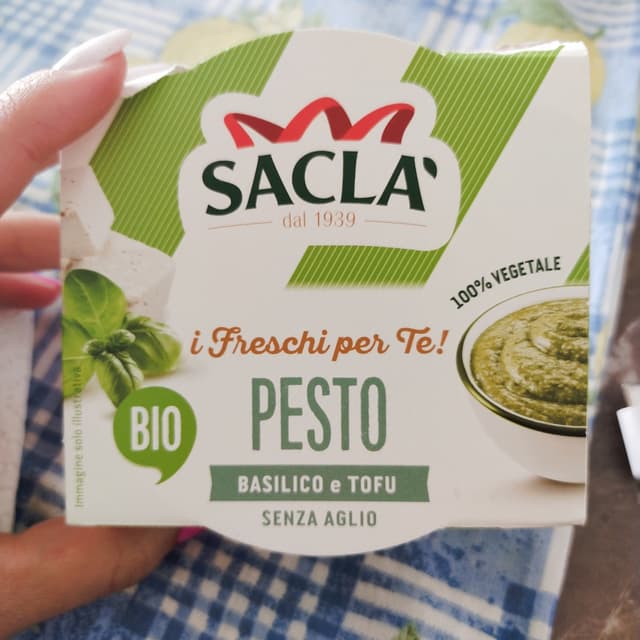 SACLA'
dal 1939
100% VEGETALE
i Freschi per Te!
PESTO
BIO
BASILICO e TOFU
SENZA AGLIO
Immagine solo illustrativa